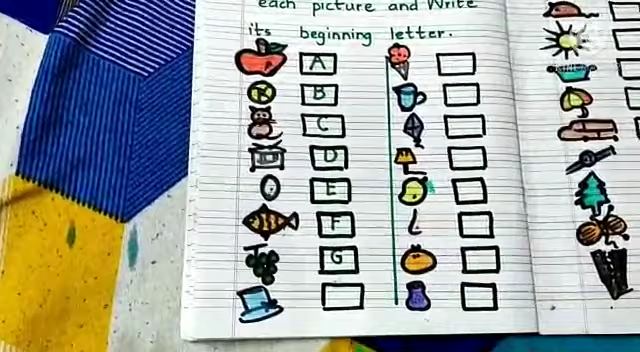 each picture and Write
its beginning letter.
A
B
C
D
E
F
G